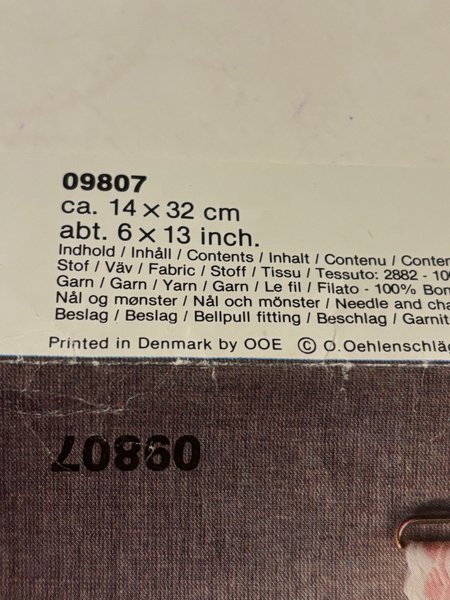 09807
ca. 14 × 32 cm
abt. 6 × 13 inch.
Indhold / Inhåll / Contents / Inhalt / Contenu /
Stof / Väv / Fabric / Stoff / Tissu / Tessuto: 2882 -
Garn / Garn / Yarn / Garn / Le fil / Filato - 100%
Nål og mønster / Nål och mönster / Needle and
Beslag / Beslag / Bellpull fitting / Beschlag /
Printed in Denmark by OOE © O.Oehlenschläg
09807